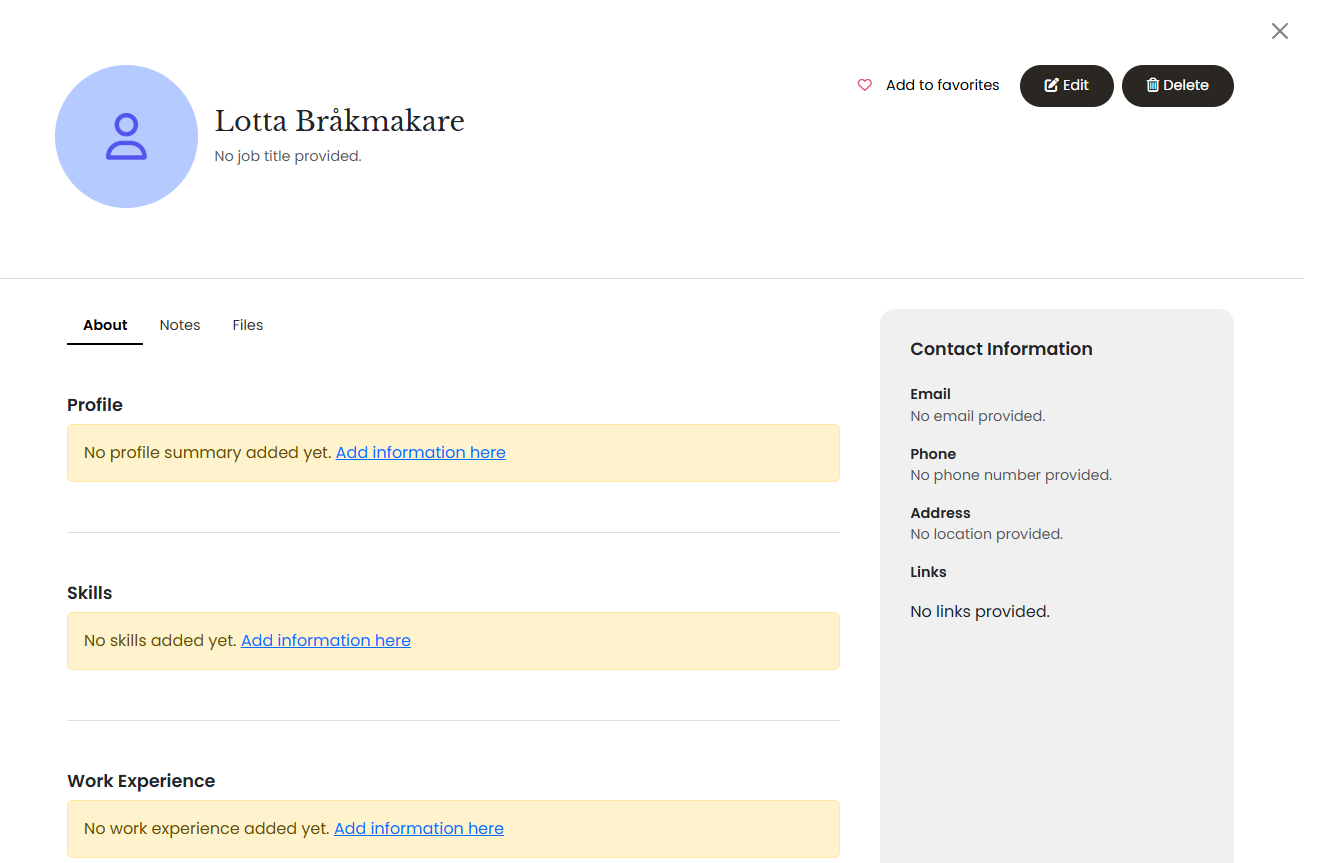 Lotta Bråkmakare
No job title provided.
Add to favorites
Edit
Delete
About
Notes
Files
Profile
No profile summary added yet. Add information here
Skills
No skills added yet. Add information here
Work Experience
No work experience added yet. Add information here
Contact Information
Email
No email provided.
Phone
No phone number provided.
Address
No location provided.
Links
No links provided.